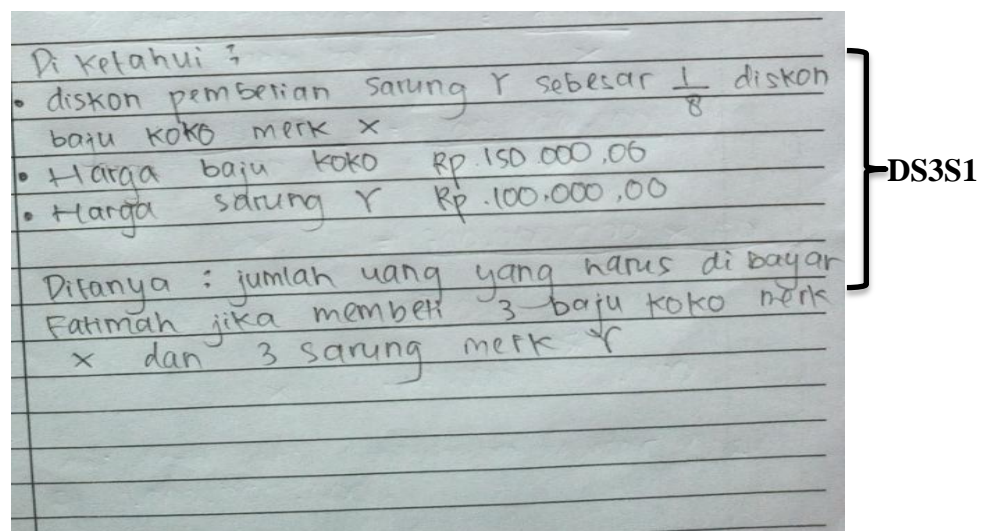 Di ketahui :
• diskon pemberian sarung Y sebesar 1/8 diskon
baju koko merk x
• Harga baju koko Rp.150.000,00
• Harga sarung Y Rp.100.000,00
Ditanya : jumlah uang yang harus di bayar
Fatimah jika membeli 3 baju koko merk
x dan 3 sarung merk Y
DS3S1